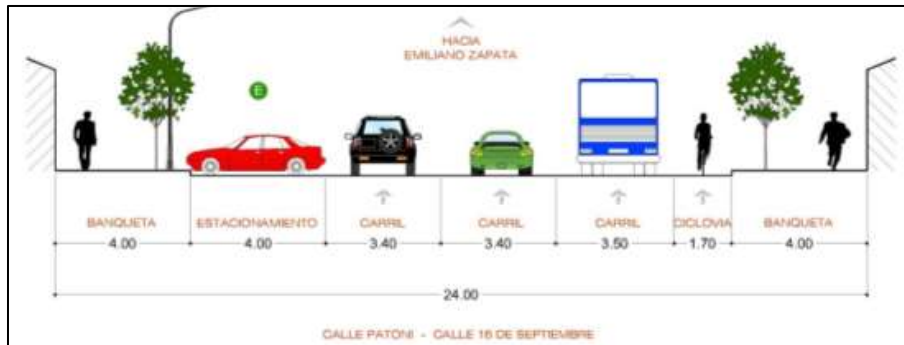 HACIA
EMILIANO ZAPATA
E
BANQUETA ESTACIONAMIENTO CARRIL CARRIL CARRIL CICLOVIA BANQUETA
4.00 4.00 3.40 3.40 3.50 1.70 4.00
24.00
CALLE PATONI - CALLE 16 DE SEPTIEMBRE